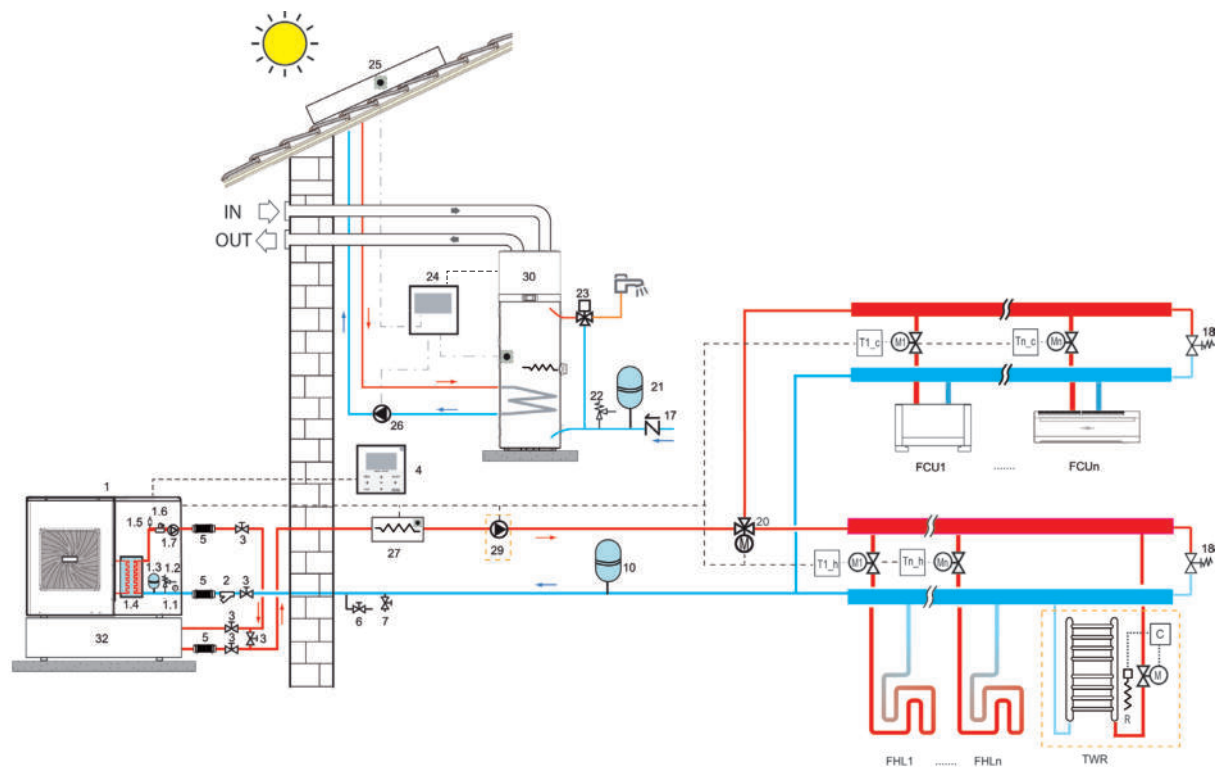 25
IN
OUT
24
30
23
T1_c
M1
Tn_c
Mn
18
21
22
17
26
FCU1 ........ FCUn
4
1
1.6
1.5
1.7
5
3
20
M
27
29
10
T1_h
M1
Tn_h
Mn
18
1.3
1.2
1.4
1.1
5
2
3
6
7
32
3
3
5
3
C
M
R
FHL1 ........ FHLn
TWR